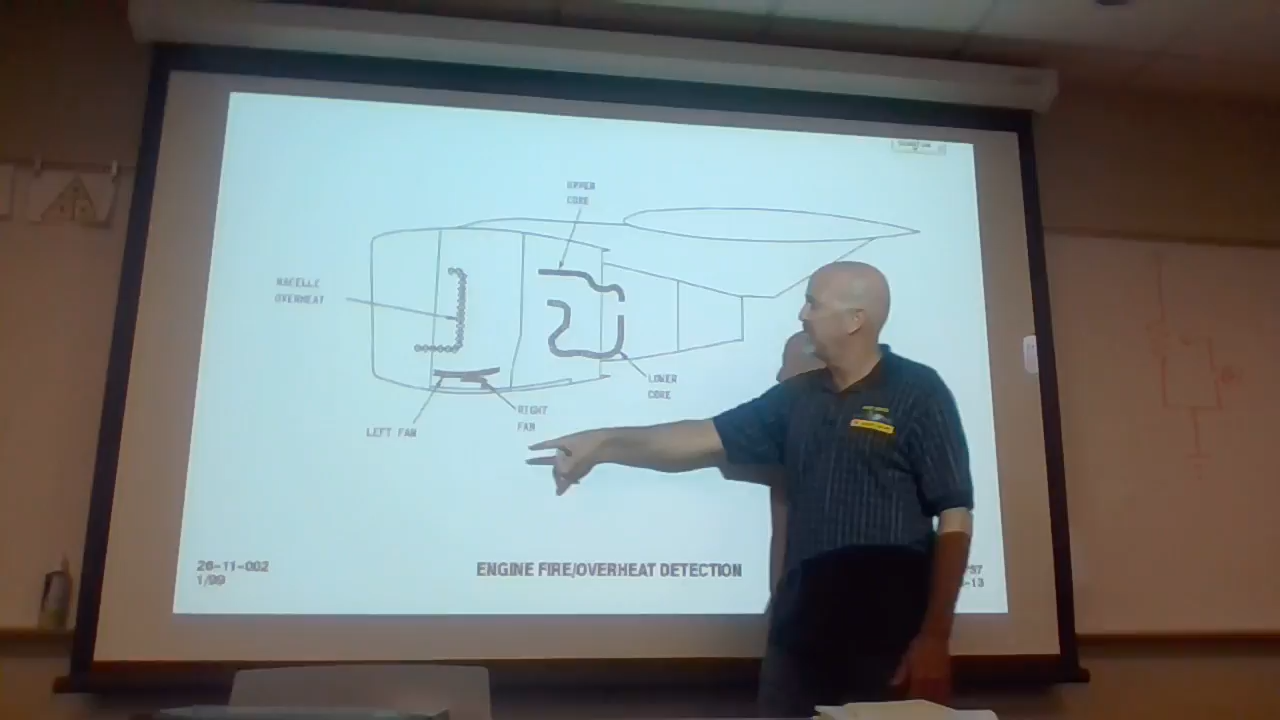 UPPER
CORE
NACELLE
OVERHEAT
LOWER
CORE
RIGHT
FAN
LEFT FAN
26-11-002
1/99
ENGINE FIRE/OVERHEAT DETECTION